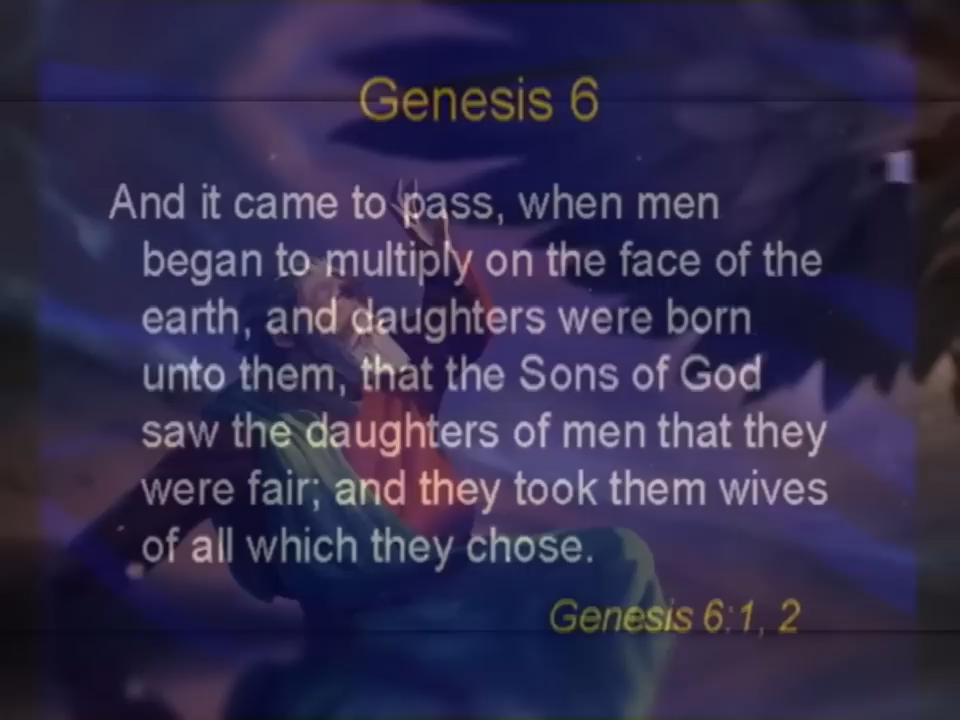 Genesis 6
And it came to pass, when men
began to multiply on the face of the
earth, and daughters were born
unto them, that the Sons of God
saw the daughters of men that they
were fair; and they took them wives
of all which they chose.
Genesis 6:1, 2